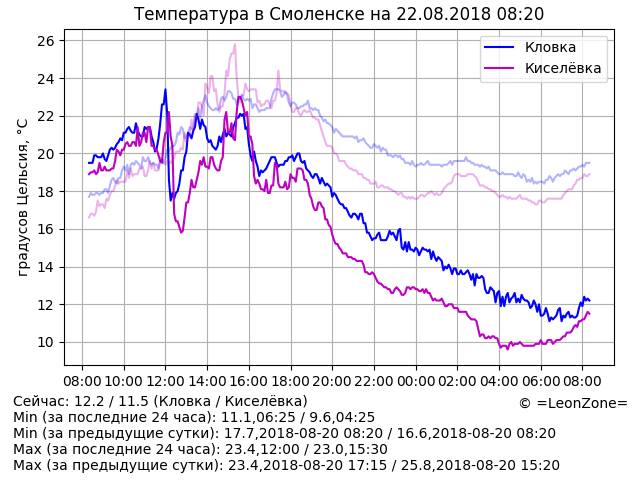 Температура в Смоленске на 22.08.2018 08:20
градусов Цельсия, °C
26
24
22
20
18
16
14
12
10
Кловка
Киселёвка
08:00 10:00 12:00 14:00 16:00 18:00 20:00 22:00 00:00 02:00 04:00 06:00 08:00
Сейчас: 12.2 / 11.5 (Кловка / Киселёвка)
© =LeonZone=
Min (за последние 24 часа): 11.1,06:25 / 9.6,04:25
Min (за предыдущие сутки): 17.7,2018-08-20 08:20 / 16.6,2018-08-20 08:20
Max (за последние 24 часа): 23.4,12:00 / 23.0,15:30
Max (за предыдущие сутки): 23.4,2018-08-20 17:15 / 25.8,2018-08-20 15:20